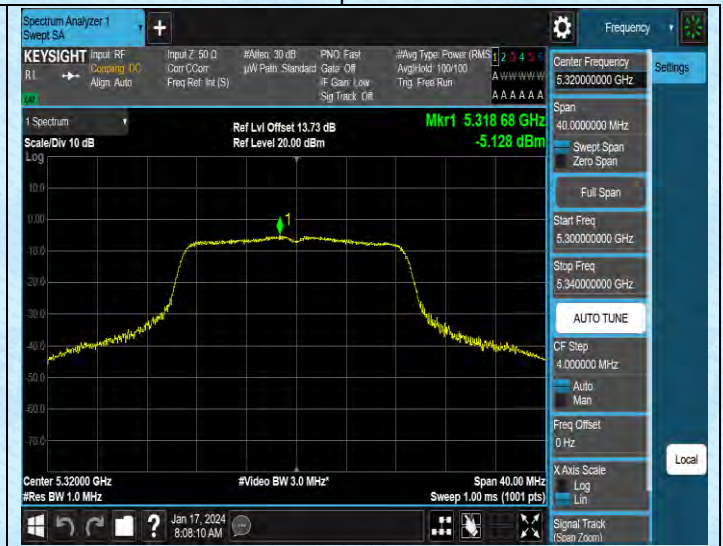 Spectrum Analyzer 1
Swept SA
Frequency
KEYSIGHT Input: RF
Coupling: DC
Align: Auto
Input Z: 50 Ω
Corr CCorr
Freq Ref: Int (S)
#Atten: 30 dB
µW Path: Standard
PNO: Fast
Gate: Off
IF Gain: Low
Sig Track: Off
#Avg Type: Power (RMS)
Avg|Hold: 100/100
Trig: Free Run
1 2 3 4 5 6
A W W W W W
A A A A A A
1 Spectrum
Scale/Div 10 dB
Ref Lvl Offset 13.73 dB
Ref Level 20.00 dBm
Mkr1 5.318 68 GHz
-5.128 dBm
Log
10.0
0.00
-10.0
-20.0
-30.0
-40.0
-50.0
-60.0
-70.0
1
Center 5.32000 GHz
#Res BW 1.0 MHz
#Video BW 3.0 MHz*
Span 40.00 MHz
Sweep 1.00 ms (1001 pts)
Jan 17, 2024
8:08:10 AM
Center Frequency
5.320000000 GHz
Settings
Span
40.0000000 MHz
Swept Span
Zero Span
Full Span
Start Freq
5.300000000 GHz
Stop Freq
5.340000000 GHz
AUTO TUNE
CF Step
4.000000 MHz
Auto
Man
Freq Offset
0 Hz
X Axis Scale
Log
Lin
Signal Track
(Span Zoom)
Local